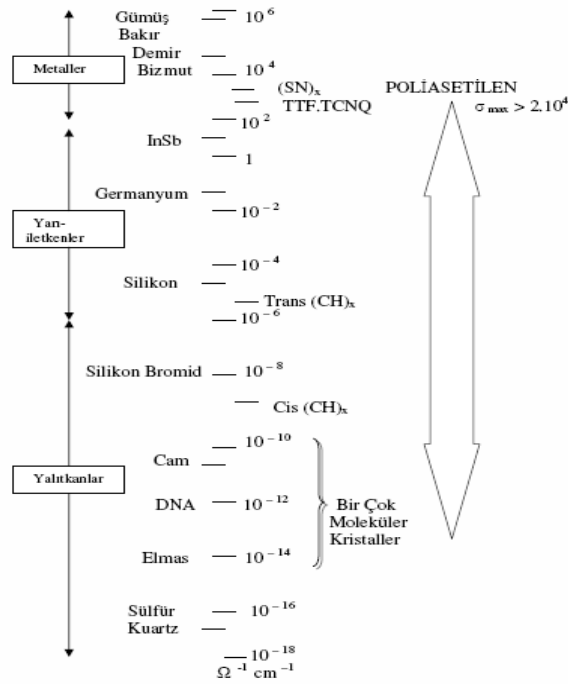 Gümüş 10⁶
Bakır
Demir
Metaller Bizmut 10⁴
(SN)ₓ POLİASETİLEN
TTF.TCNQ σ max > 2.10⁴
10²
InSb
1
Germanyum
10⁻²
Yarı-
iletkenler
10⁻⁴
Silikon
Trans (CH)ₓ
10⁻⁶
Silikon Bromid 10⁻⁸
Cis (CH)ₓ
10⁻¹⁰
Cam
Yalıtkanlar
DNA 10⁻¹² Bir Çok
Moleküler
Kristaller
Elmas 10⁻¹⁴
Sülfür 10⁻¹⁶
Kuartz
10⁻¹⁸
Ω ⁻¹ cm ⁻¹